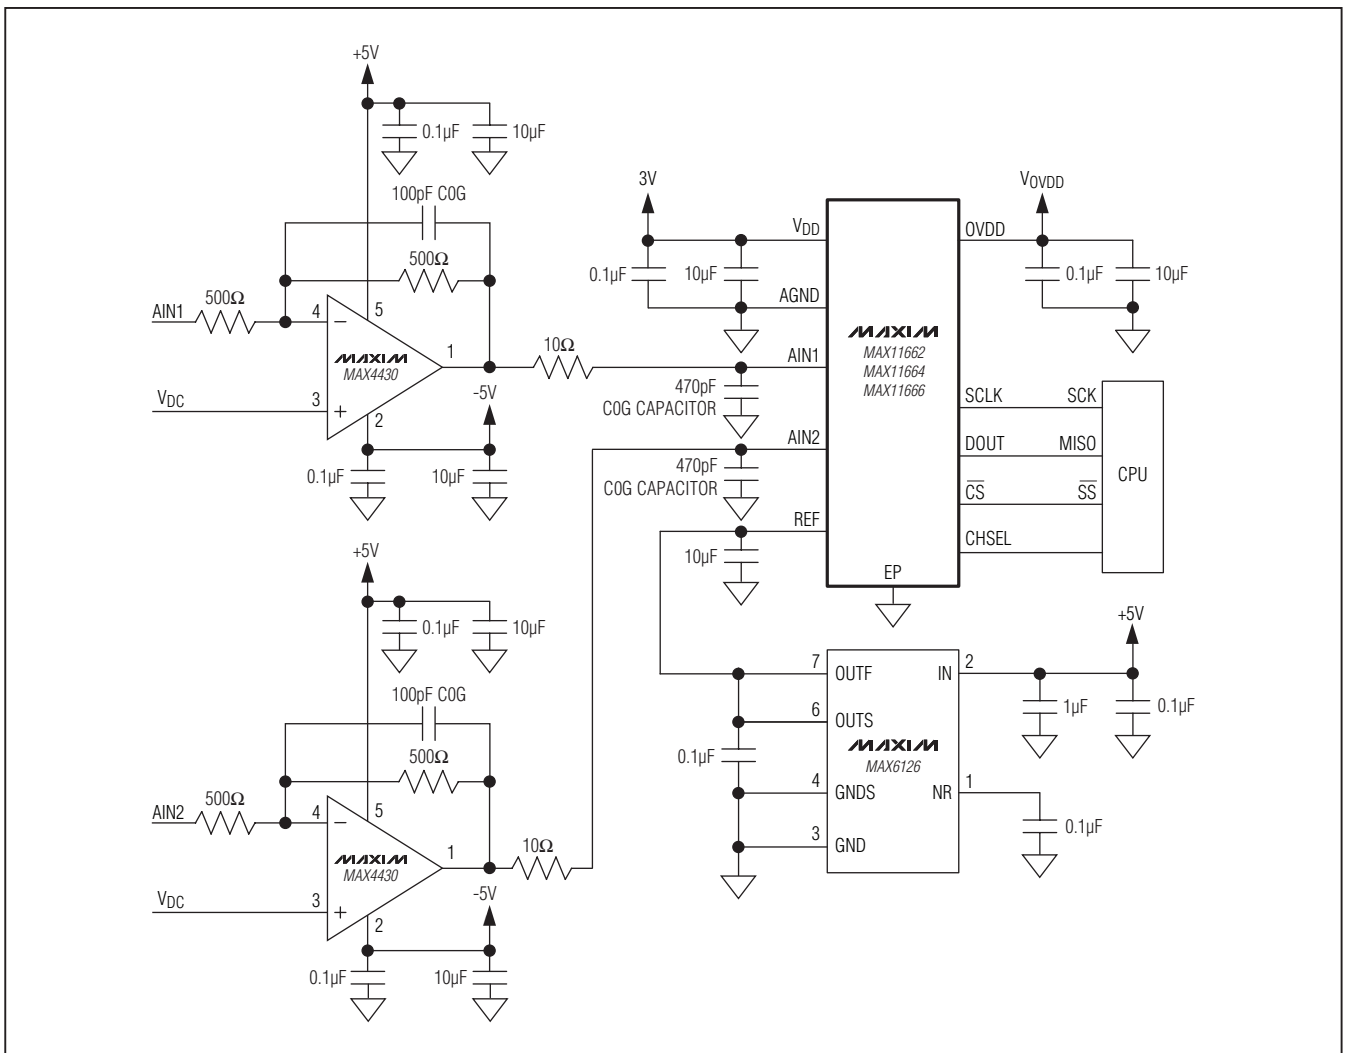 +5V
0.1µF
10µF
100pF C0G
500Ω
500Ω
AIN1
4
5
MAXIM
MAX4430
1
VDC
3
2
-5V
0.1µF
10µF
10Ω
+5V
0.1µF
10µF
100pF C0G
500Ω
500Ω
AIN2
4
5
MAXIM
MAX4430
1
VDC
3
2
-5V
0.1µF
10µF
10Ω
3V
0.1µF
10µF
470pF
C0G CAPACITOR
470pF
C0G CAPACITOR
10µF
VDD
AGND
AIN1
AIN2
REF
EP
MAXIM
MAX11662
MAX11664
MAX11666
OVDD
SCLK
DOUT
CS
CHSEL
VOVDD
0.1µF
10µF
SCK
MISO
SS
CPU
7
OUTF
6
OUTS
4
GNDS
3
GND
0.1µF
MAXIM
MAX6126
IN
2
NR
1
+5V
1µF
0.1µF
0.1µF